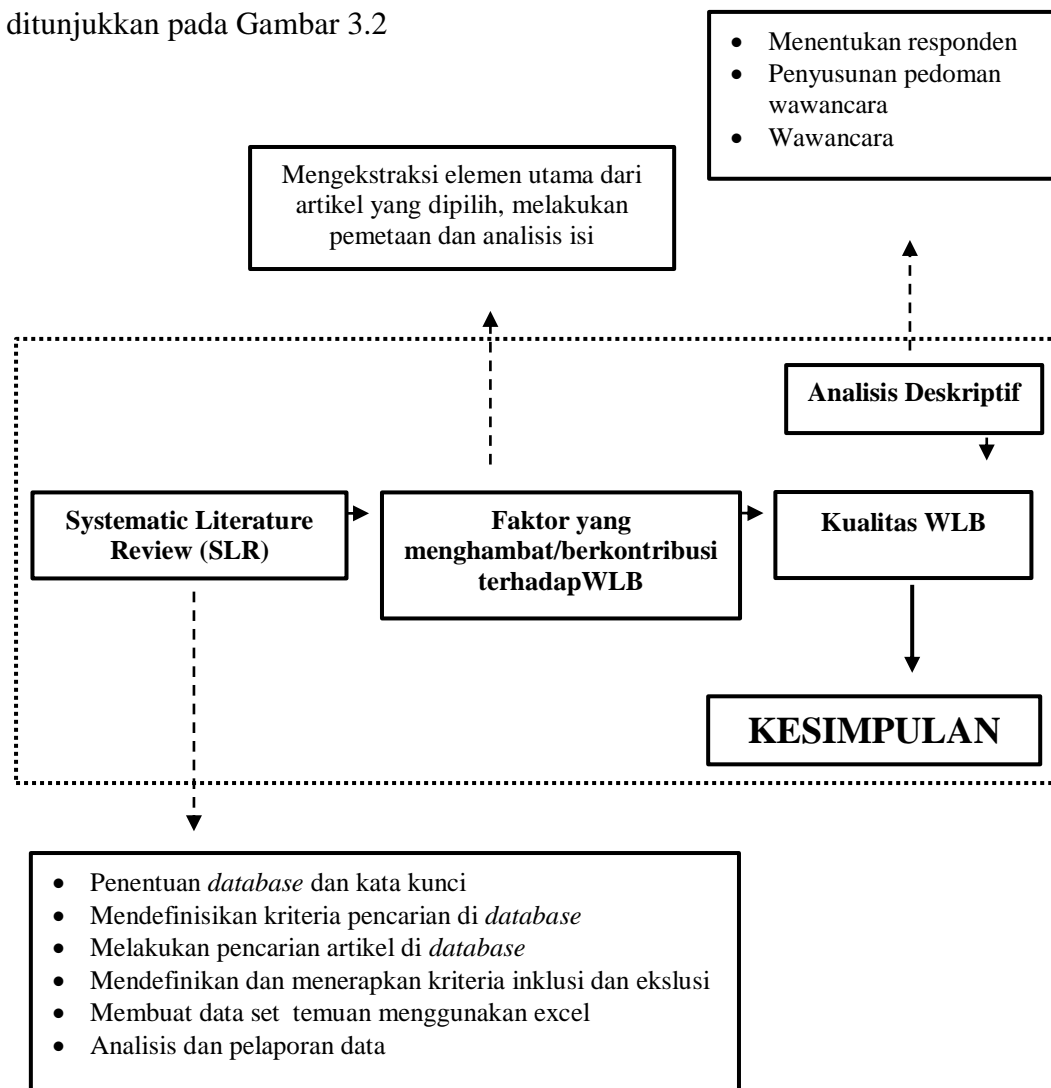 ditunjukkan pada Gambar 3.2
• Menentukan responden
• Penyusunan pedoman
wawancara
• Wawancara
Mengekstraksi elemen utama dari
artikel yang dipilih, melakukan
pemetaan dan analisis isi
Analisis Deskriptif
Systematic Literature
Review (SLR)
Faktor yang
menghambat/berkontribusi
terhadapWLB
Kualitas WLB
KESIMPULAN
• Penentuan database dan kata kunci
• Mendefinisikan kriteria pencarian di database
• Melakukan pencarian artikel di database
• Mendefinikan dan menerapkan kriteria inklusi dan ekslusi
• Membuat data set temuan menggunakan excel
• Analisis dan pelaporan data